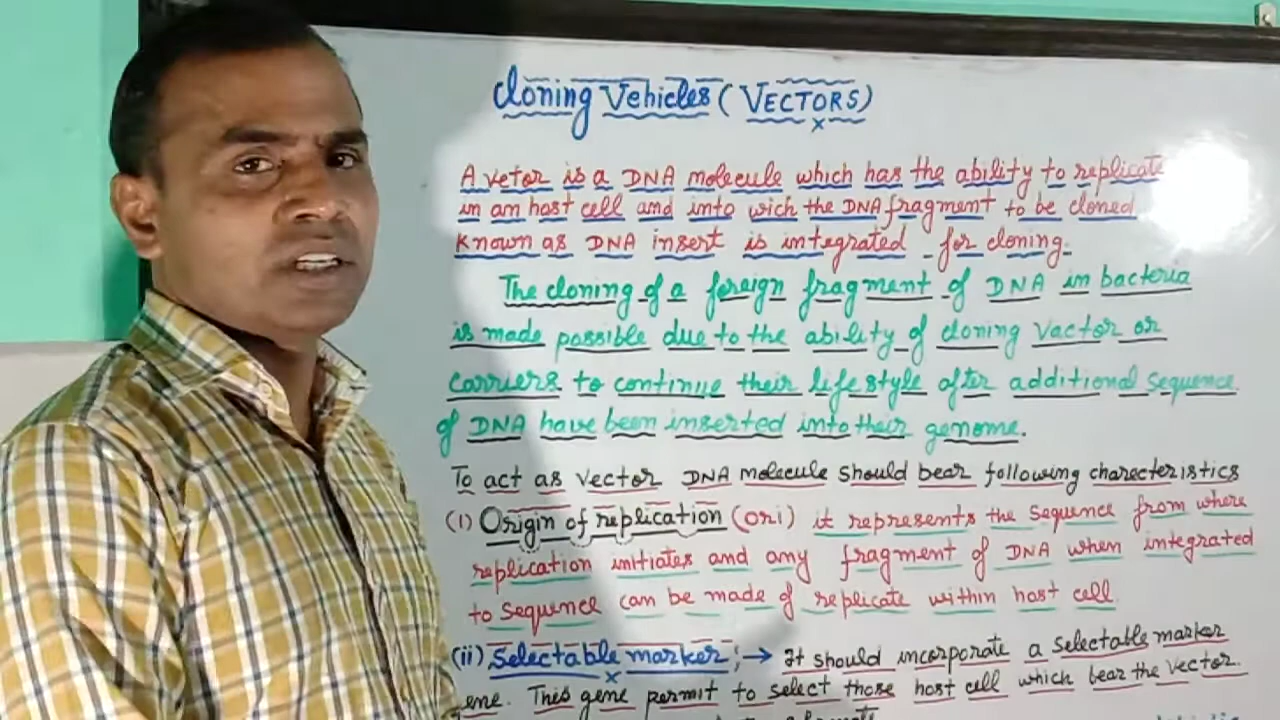 Cloning Vehicles (VECTORS)
A vetor is a DNA molecule which has the ability to replicate
in an host cell and into wich the DNA fragment to be cloned
known as DNA insert is integrated for cloning.
The cloning of a foreign fragment of DNA in bacteria
is made possible due to the ability of cloning vactor or
carriers to continue their life style after additional sequence
of DNA have been inserted into their genome.
To act as vector DNA molecule should bear following characteristics
(i) Origin of replication (ori) it represents the sequence from where
replication initiates and any fragment of DNA when integrated
to sequence can be made of replicate within host cell.
(ii) Selectable marker; → It should incorporate a selectable marker
gene. This gene permit to select those host cell which bear the vector.